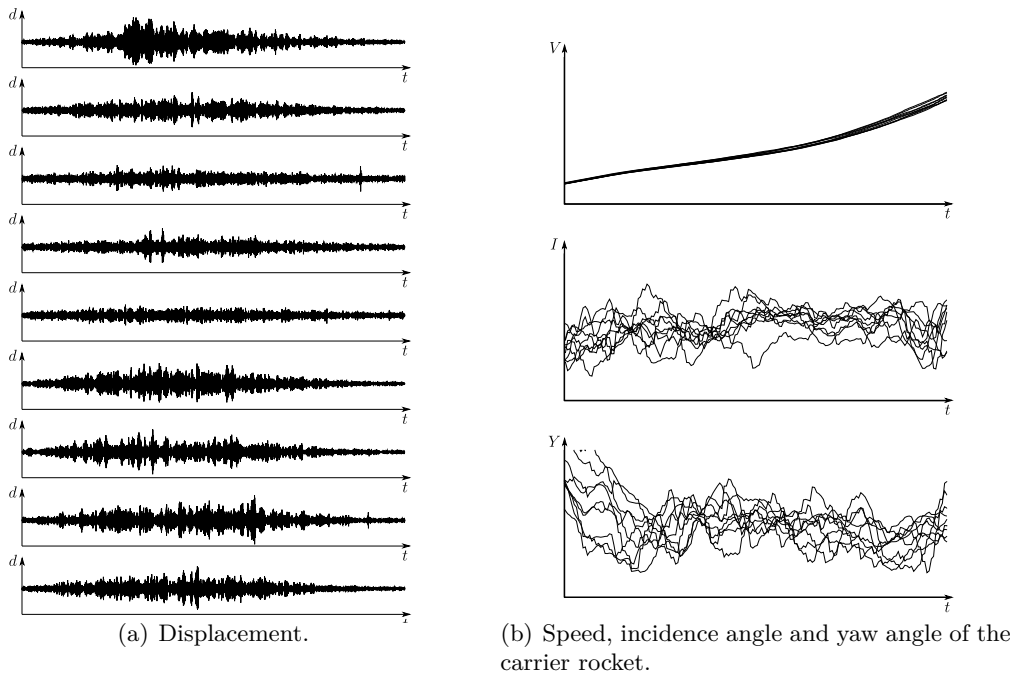 d
t
d
t
d
t
d
t
d
t
d
t
d
t
d
t
d
(a) Displacement.
V
t
I
t
Y
t
(b) Speed, incidence angle and yaw angle of the
carrier rocket.